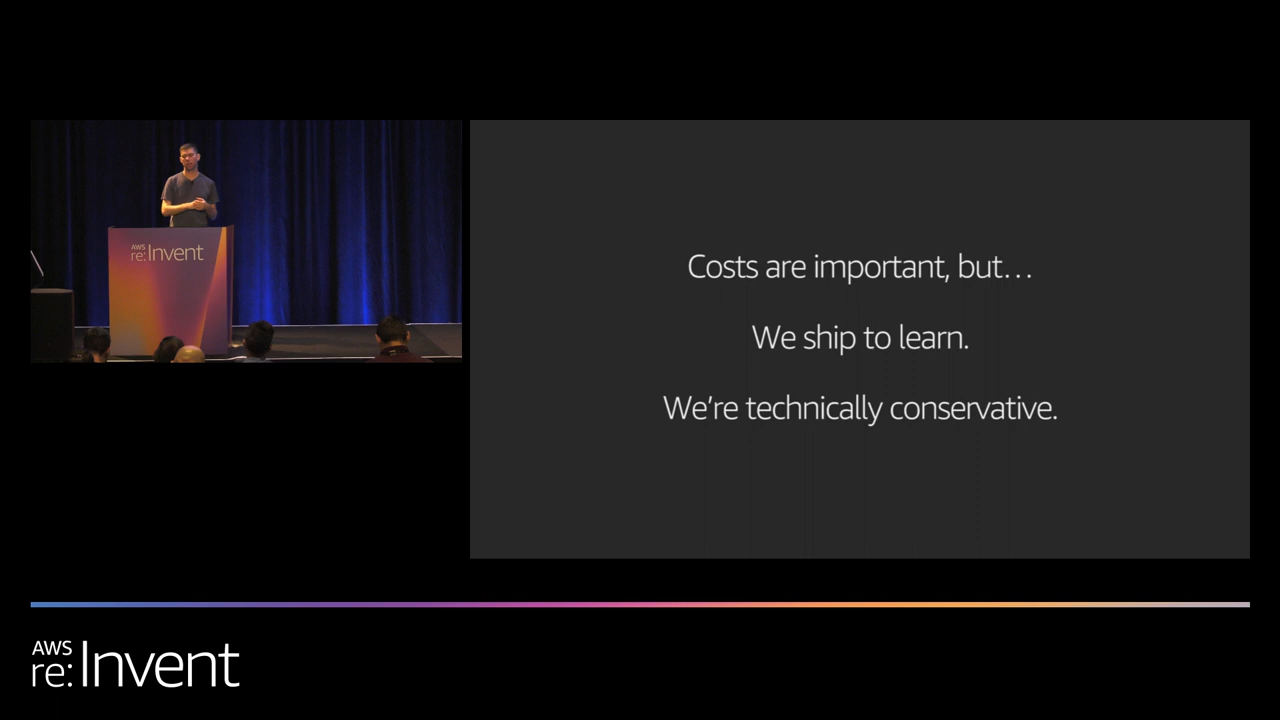 AWS
re:Invent
Costs are important, but…
We ship to learn.
We’re technically conservative.
AWS
re:Invent